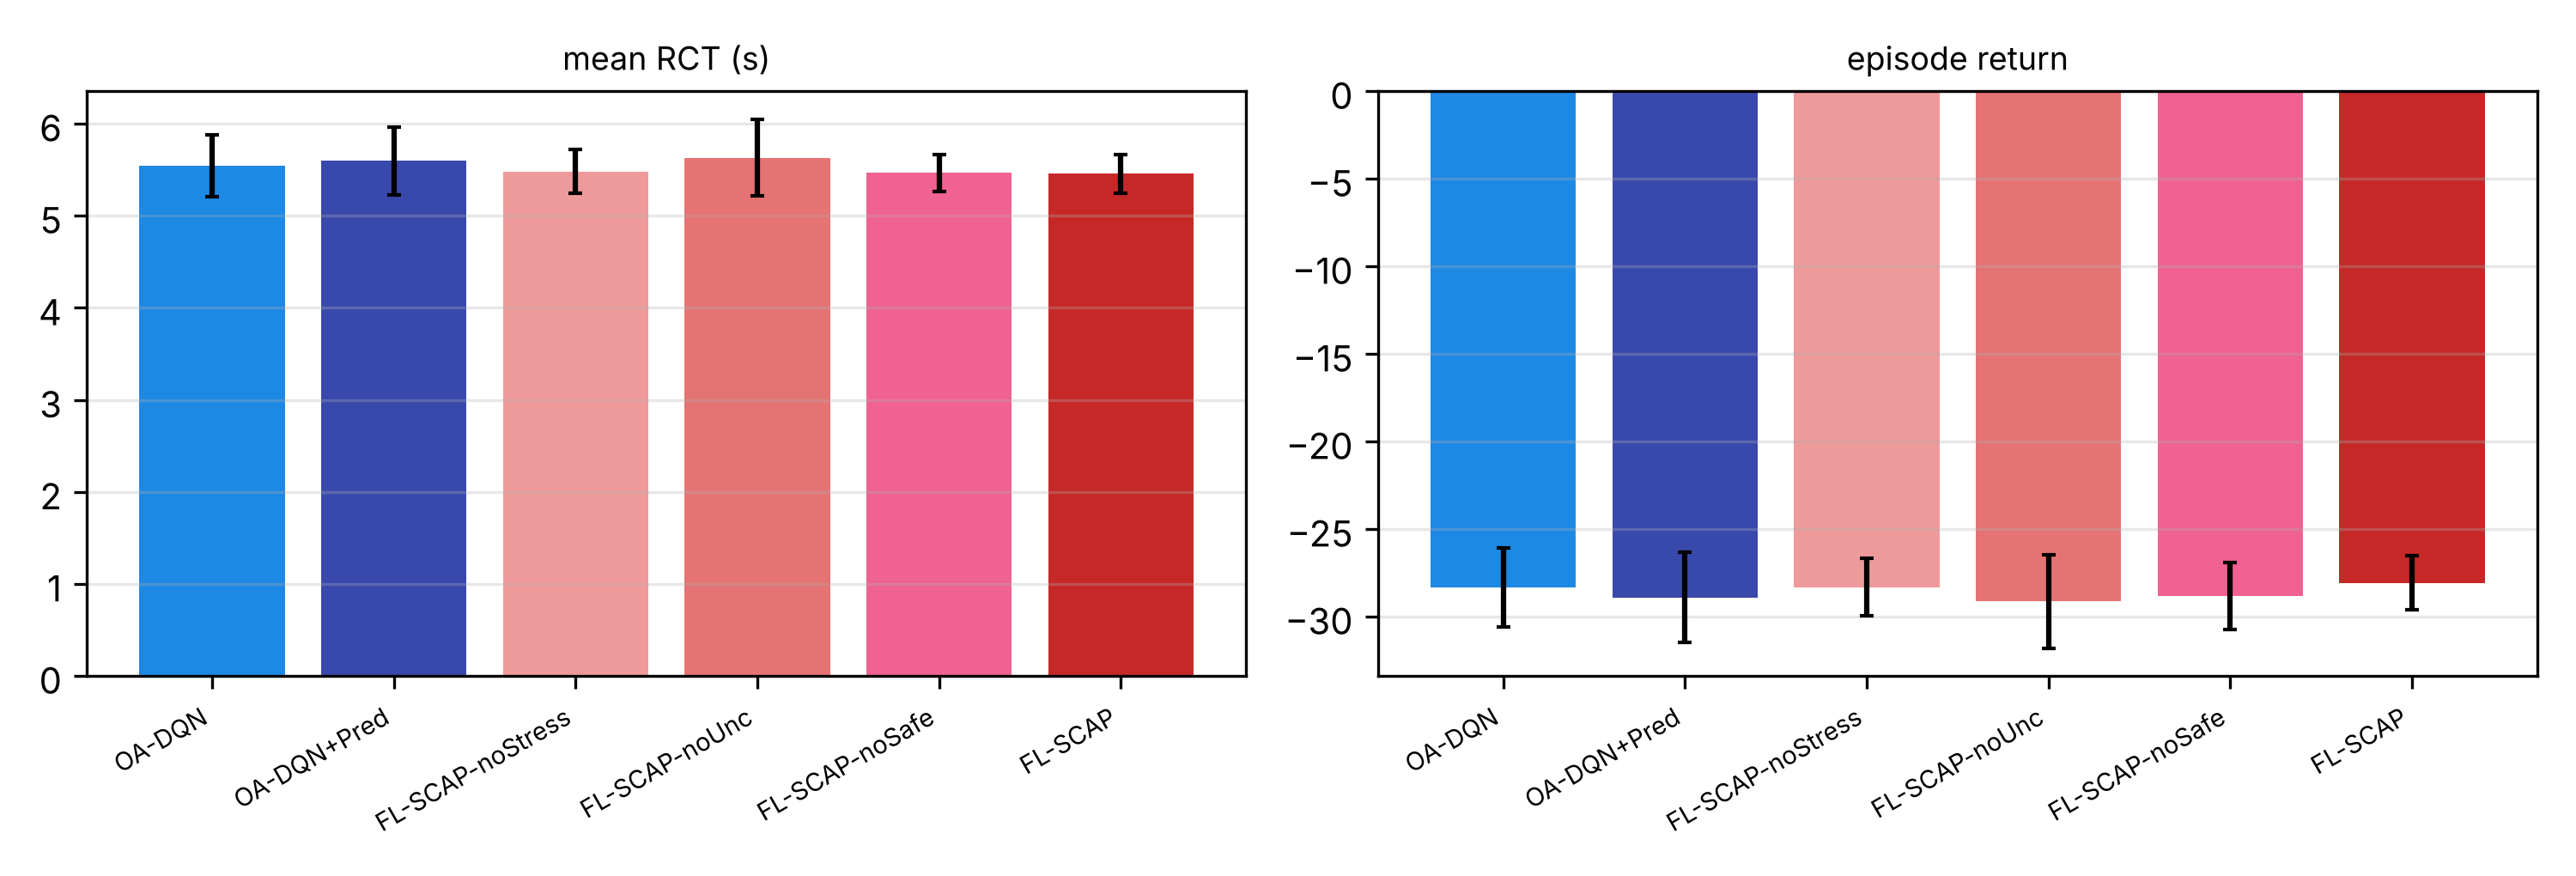 mean RCT (s)
6
5
4
3
2
1
0
OA-DQN
OA-DQN+Pred
FL-SCAP-noStress
FL-SCAP-noUnc
FL-SCAP-noSafe
FL-SCAP
episode return
0
−5
−10
−15
−20
−25
−30
OA-DQN
OA-DQN+Pred
FL-SCAP-noStress
FL-SCAP-noUnc
FL-SCAP-noSafe
FL-SCAP